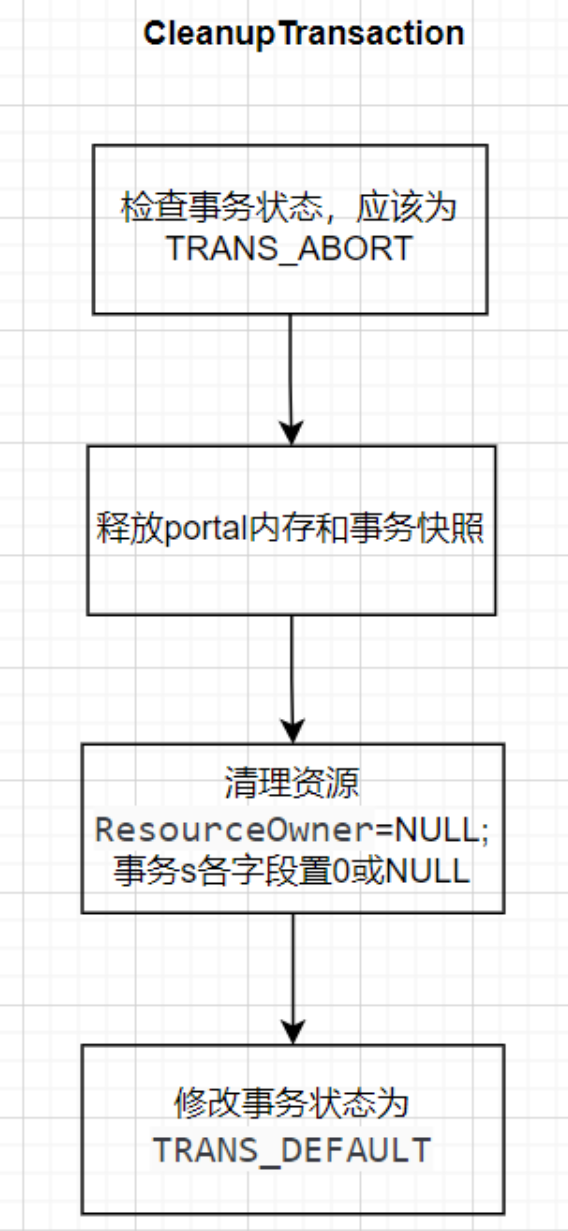 CleanupTransaction
检查事务状态，应该为
TRANS_ABORT
释放portal内存和事务快照
清理资源
ResourceOwner=NULL;
事务s各字段置0或NULL
修改事务状态为
TRANS_DEFAULT